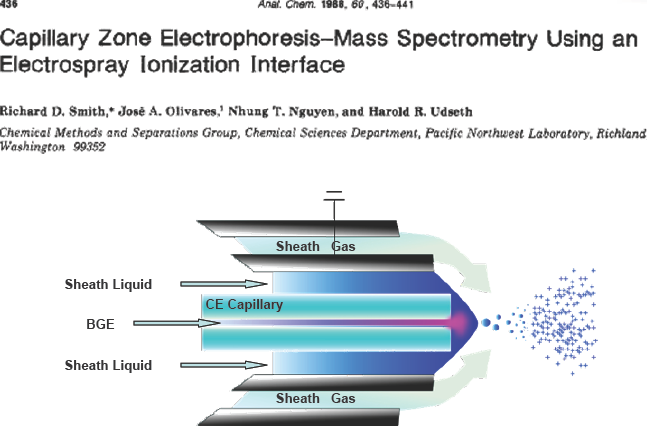 436
Anal. Chem. 1988, 60, 436-441
Capillary Zone Electrophoresis–Mass Spectrometry Using an
Electrospray Ionization Interface
Richard D. Smith,* José A. Olivares,¹ Nhung T. Nguyen, and Harold R. Udseth
Chemical Methods and Separations Group, Chemical Sciences Department, Pacific Northwest Laboratory, Richland
Washington 99352
Sheath Gas
Sheath Liquid
CE Capillary
BGE
Sheath Liquid
Sheath Gas